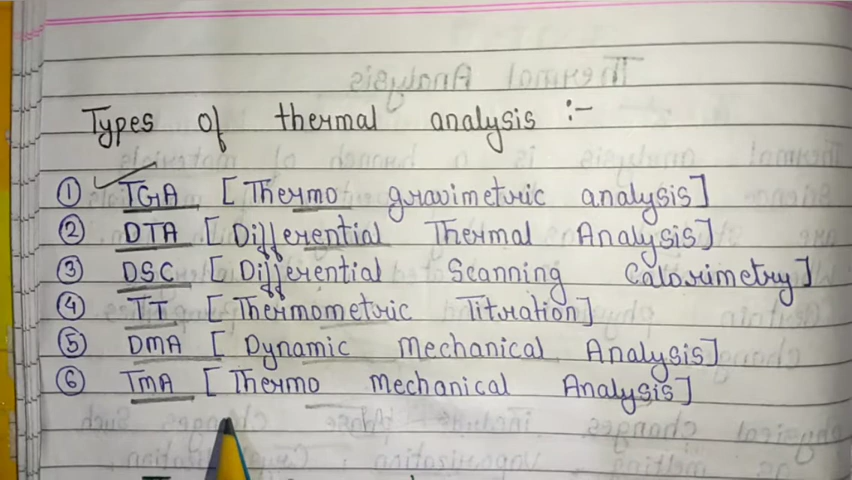 Types of thermal analysis :-
① TGA [Thermo gravimetric analysis]
② DTA [Differential Thermal Analysis]
③ DSC [Differential Scanning Calorimetry]
④ TT [Thermometric Titration]
⑤ DMA [Dynamic Mechanical Analysis]
⑥ TMA [Thermo Mechanical Analysis]